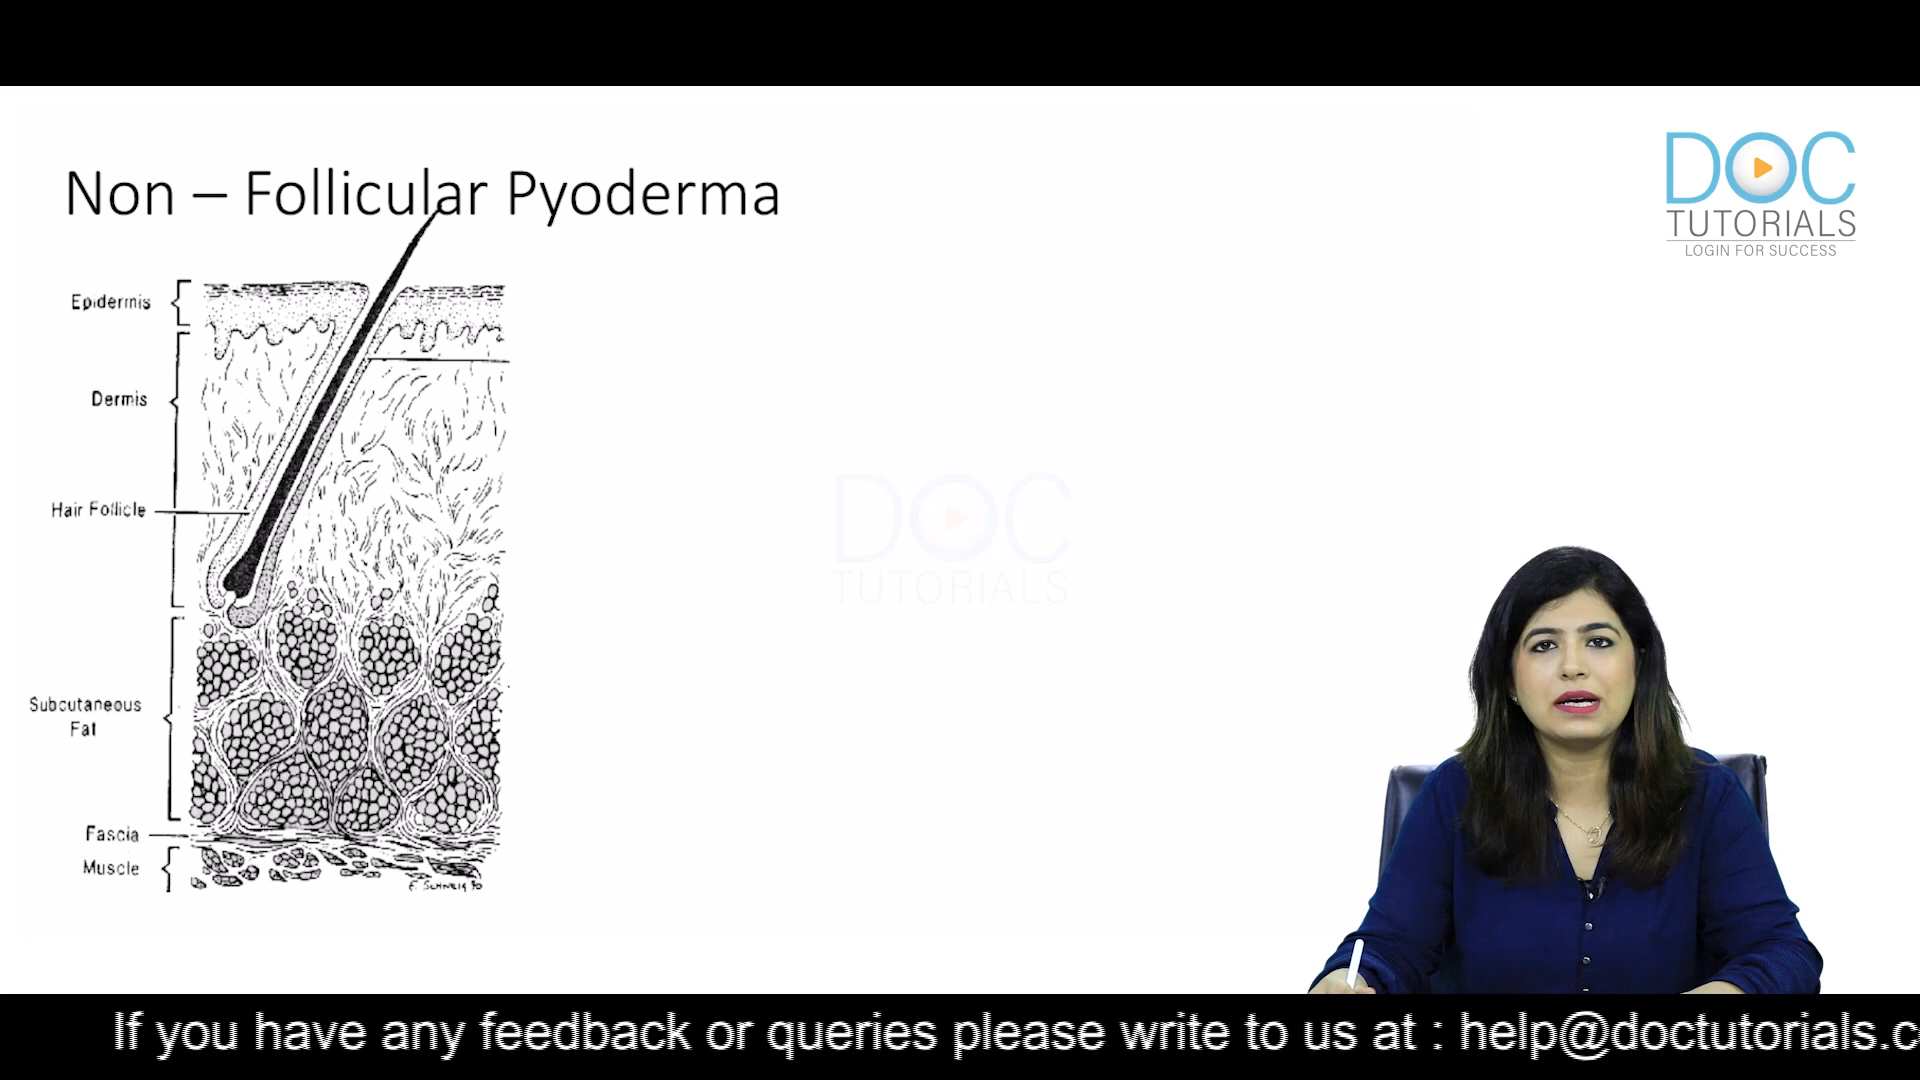 Non – Follicular Pyoderma
DOC
TUTORIALS
LOGIN FOR SUCCESS
Epidermis
Dermis
Hair Follicle
Subcutaneous
Fat
Fascia
Muscle
DOC
TUTORIALS
If you have any feedback or queries please write to us at : help@doctutorials.c